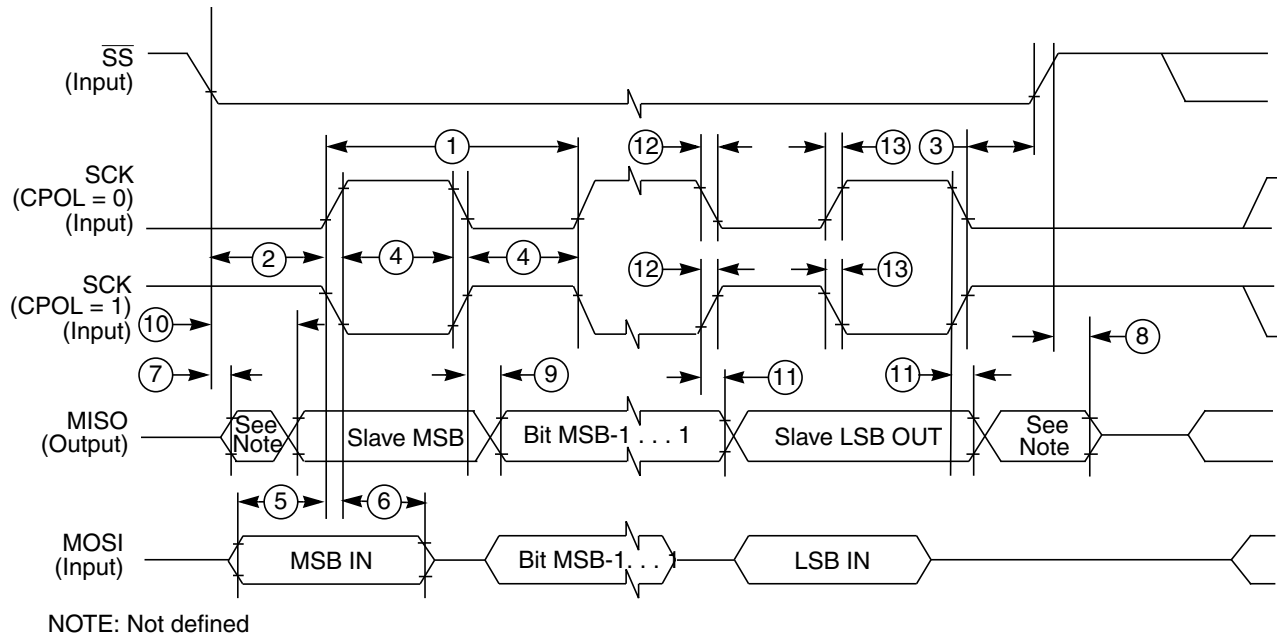 SS
(Input)
1
12
13
3
SCK
(CPOL = 0)
(Input)
2
4
4
12
13
SCK
(CPOL = 1)
(Input)
10
8
7
9
11
11
MISO
(Output)
See
Note
Slave MSB
Bit MSB-1 . . . 1
Slave LSB OUT
See
Note
5
6
MOSI
(Input)
MSB IN
Bit MSB-1. . . 1
LSB IN
NOTE: Not defined